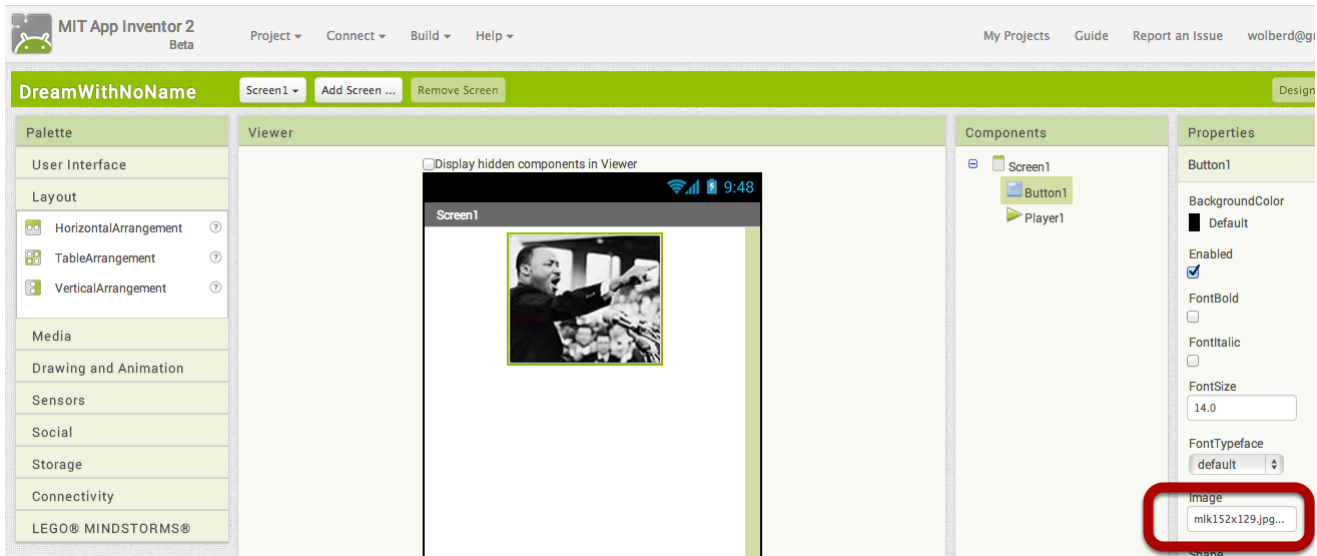 MIT App Inventor 2
Beta
Project Connect Build Help
My Projects Guide Report an Issue wolberd@g
DreamWithNoName
Screen1 Add Screen ... Remove Screen
Design
Palette
User Interface
Layout
HorizontalArrangement
TableArrangement
VerticalArrangement
Media
Drawing and Animation
Sensors
Social
Storage
Connectivity
LEGO® MINDSTORMS®
Viewer
Display hidden components in Viewer
9:48
Screen1
Components
Screen1
Button1
Player1
Properties
Button1
BackgroundColor
Default
Enabled
FontBold
FontItalic
FontSize
14.0
FontTypeface
default
Image
mlk152x129.jpg...
Shape